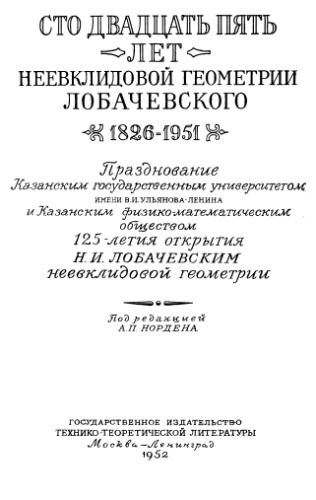 СТО ДВАДЦАТЬ ПЯТЬ
ЛЕТ
НЕЕВКЛИДОВОЙ ГЕОМЕТРИИ
ЛОБАЧЕВСКОГО
1826-1951
Празднование
Казанским государственным университетом
ИМЕНИ В.И.УЛЬЯНОВА-ЛЕНИНА
и Казанским физико-математическим
обществом
125-летия открытия
Н.И.ЛОБАЧЕВСКИМ
неевклидовой геометрии
Под редакцией
А.П.НОРДЕНА
ГОСУДАРСТВЕННОЕ ИЗДАТЕЛЬСТВО
ТЕХНИКО-ТЕОРЕТИЧЕСКОЙ ЛИТЕРАТУРЫ
Москва-Ленинград
1952